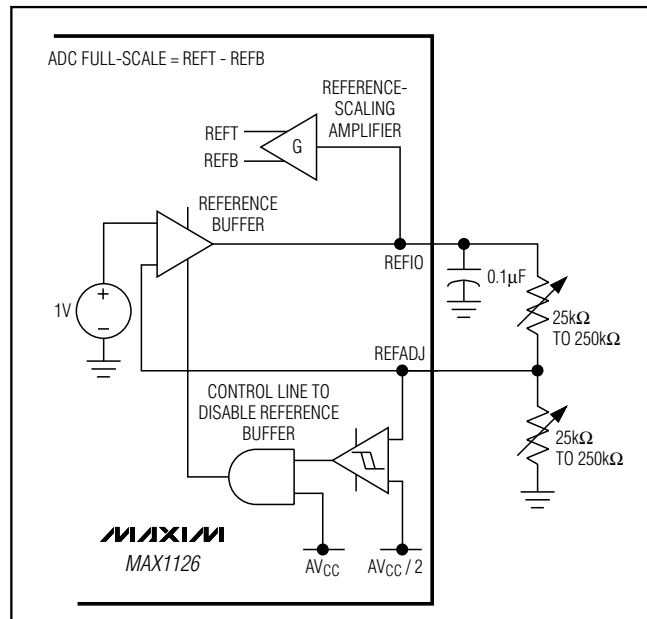 ADC FULL-SCALE = REFT - REFB
REFERENCE-
SCALING
AMPLIFIER
REFT
REFB
G
REFERENCE
BUFFER
REFIO
0.1µF
25kΩ
TO 250kΩ
1V
+
−
REFADJ
CONTROL LINE TO
DISABLE REFERENCE
BUFFER
25kΩ
TO 250kΩ
MAXIM
MAX1126
AVCC
AVCC / 2